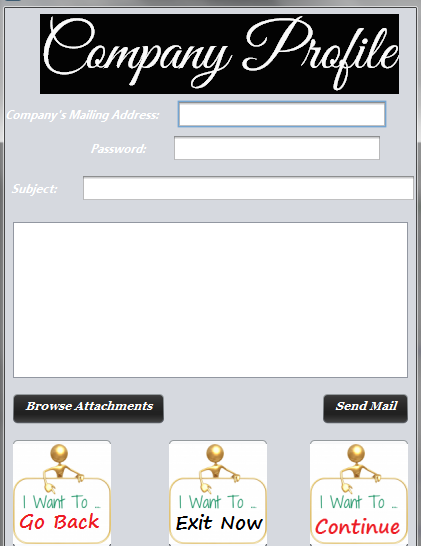 Company Profile
Company's Mailing Address:
Password:
Subject:
Browse Attachments
Send Mail
I Want To ..
Go Back
I Want To ..
Exit Now
I Want To ..
Continue